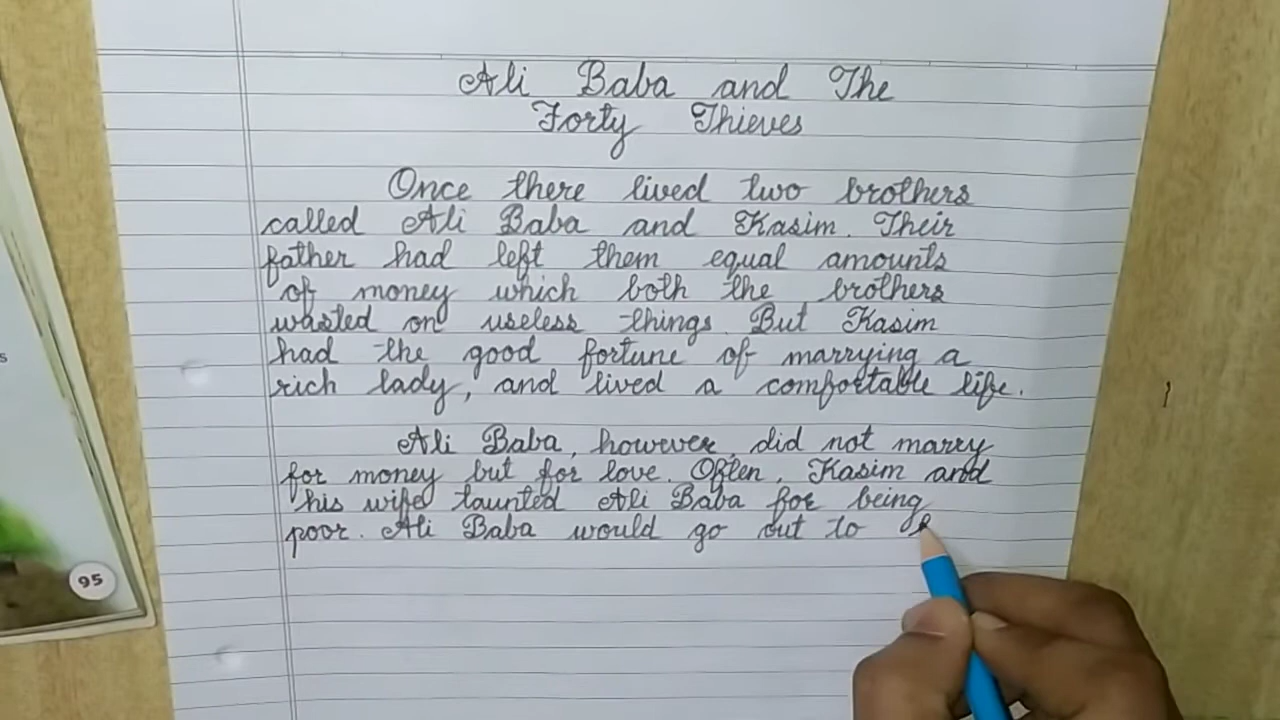 Ali Baba and The
Forty Thieves
Once there lived two brothers
called Ali Baba and Kasim. Their
father had left them equal amounts
of money which both the brothers
wasted on useless things. But Kasim
had the good fortune of marrying a
rich lady, and lived a comfortable life.
Ali Baba, however, did not marry
for money but for love. Often, Kasim and
his wife taunted Ali Baba for being
poor. Ali Baba would go out to
s
95